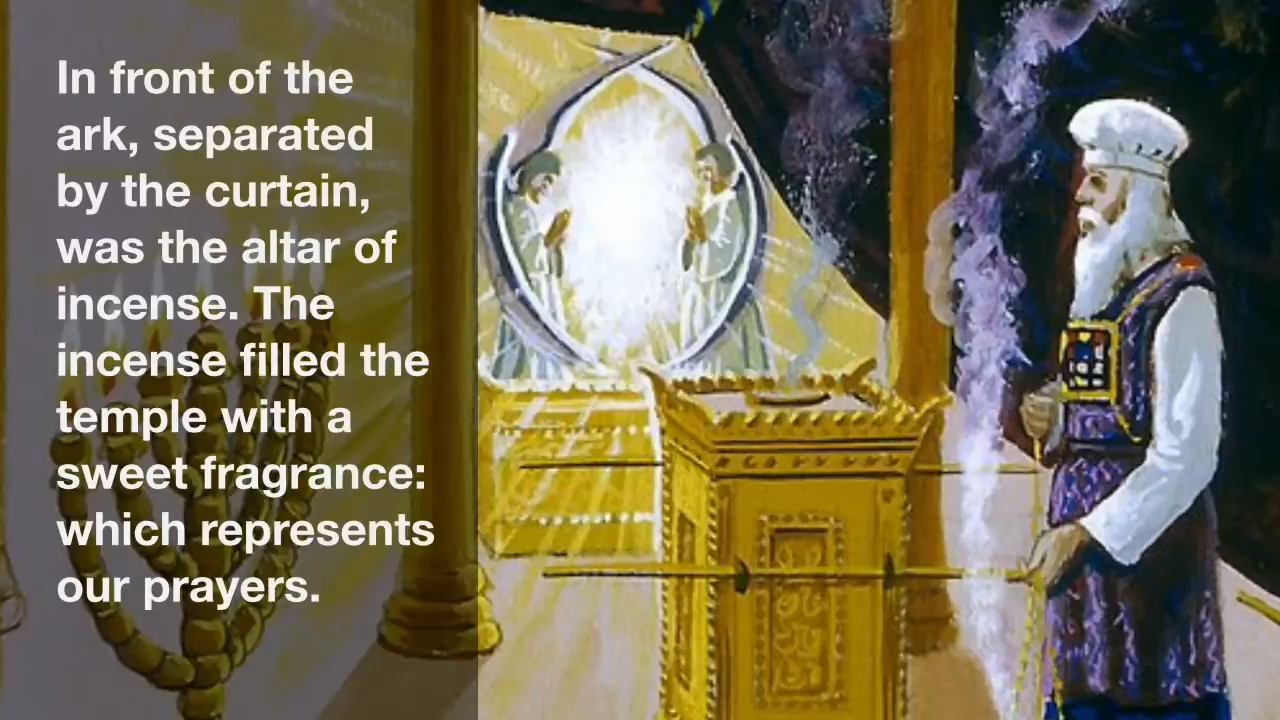 In front of the
ark, separated
by the curtain,
was the altar of
incense. The
incense filled the
temple with a
sweet fragrance:
which represents
our prayers.